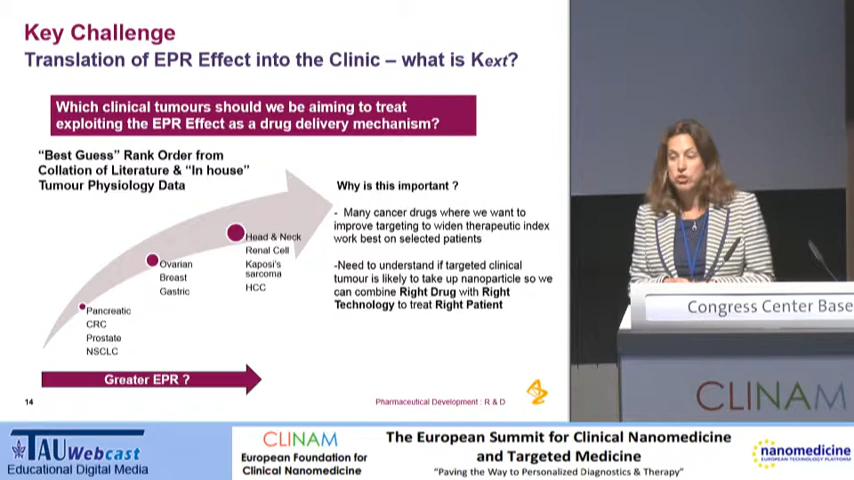 Key Challenge
Translation of EPR Effect into the Clinic – what is Kext?
Which clinical tumours should we be aiming to treat
exploiting the EPR Effect as a drug delivery mechanism?
“Best Guess” Rank Order from
Collation of Literature & “In house”
Tumour Physiology Data
Pancreatic
CRC
Prostate
NSCLC
Ovarian
Breast
Gastric
Head & Neck
Renal Cell
Kaposi's
sarcoma
HCC
Greater EPR ?
Why is this important ?
- Many cancer drugs where we want to
improve targeting to widen therapeutic index
work best on selected patients
-Need to understand if targeted clinical
tumour is likely to take up nanoparticle so we
can combine Right Drug with Right
Technology to treat Right Patient
14
Pharmaceutical Development : R & D
Congress Center Base
CLINAM
TAU Webcast
Educational Digital Media
CLINAM
European Foundation for
Clinical Nanomedicine
The European Summit for Clinical Nanomedicine
and Targeted Medicine
“Paving the Way to Personalized Diagnostics & Therapy”
nanomedicine
EUROPEAN TECHNOLOGY PLATFORM